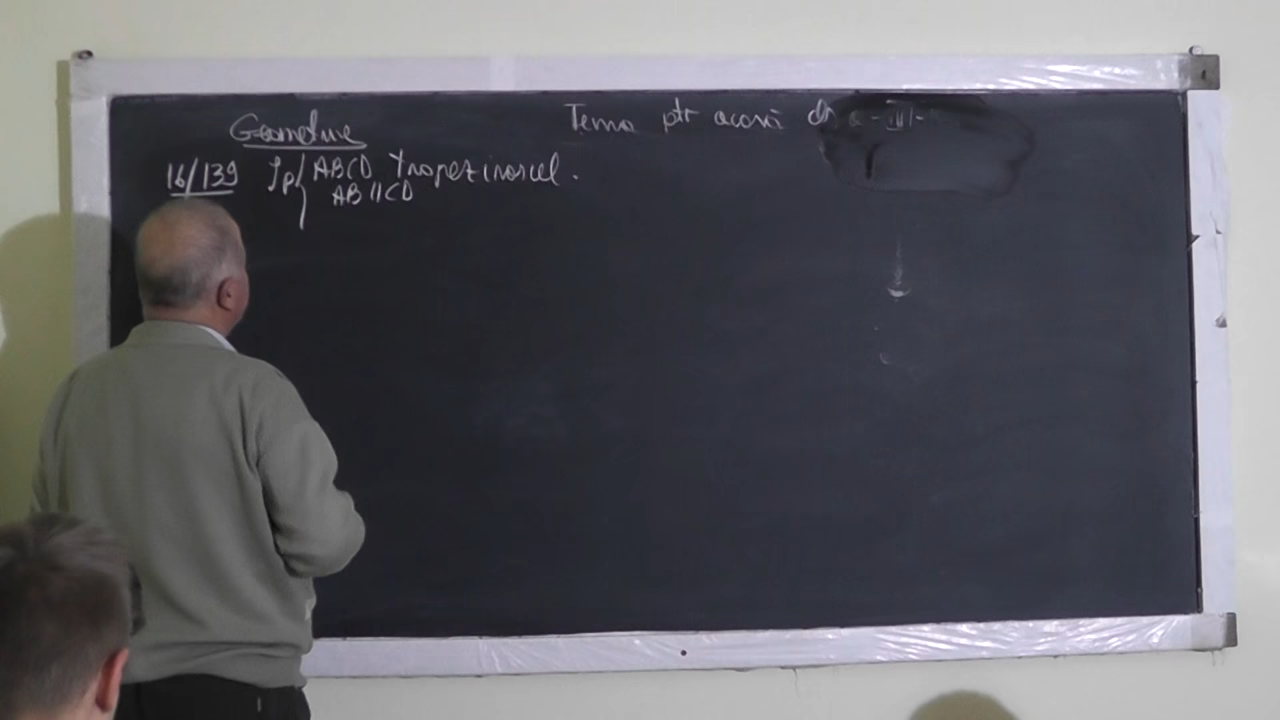 Geometrie
Tema ptr acasă
16/139 Ip { ABCD trapez isoscel.
AB || CD